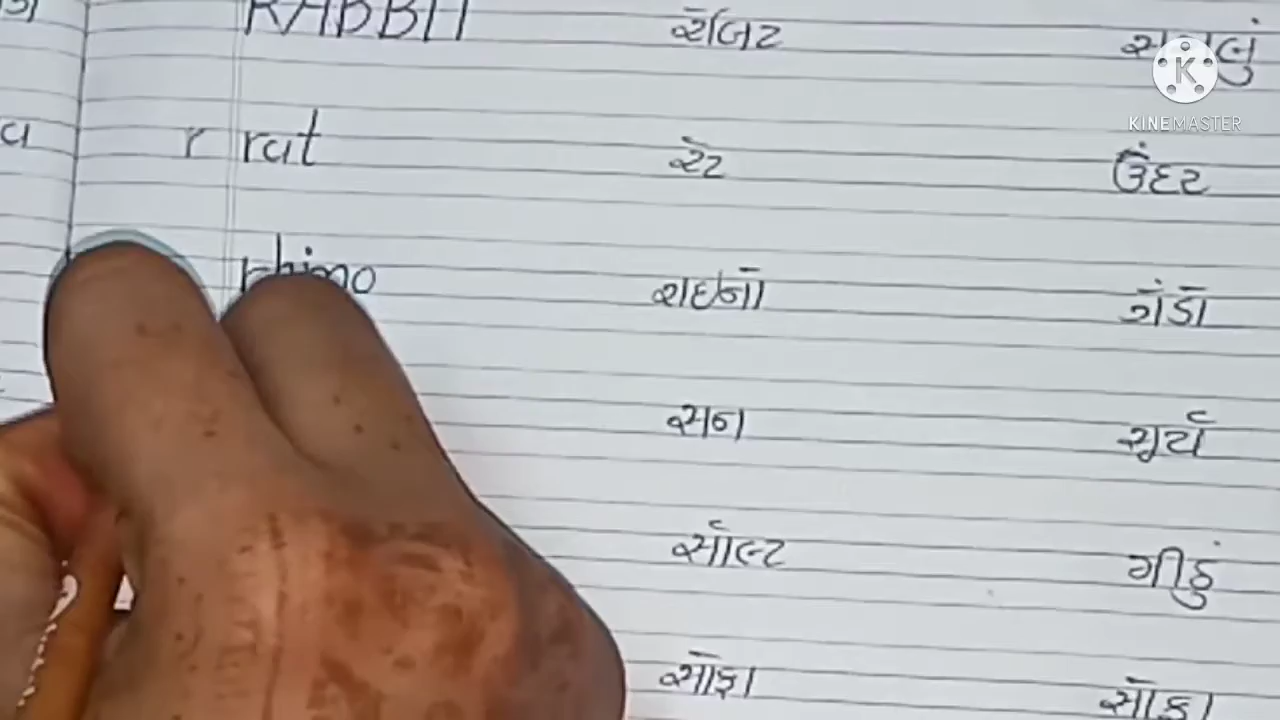 RABBIT રેબિટ
r rat રેટ ઉંદર
rhino રાઇનો ગેંડો
સન સૂર્ય
સોલ્ટ મીઠું
સોફા સોફા
KINEMASTER